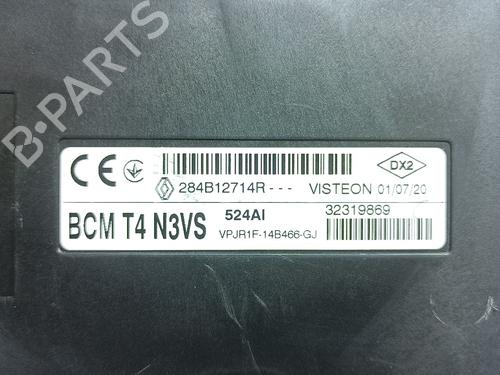 B-PARTS
CE 284B12714R - - - VISTEON 01/07/20 DX2
BCM T4 N3VS 524AI 32319869
VPJR1F-14B466-GJ